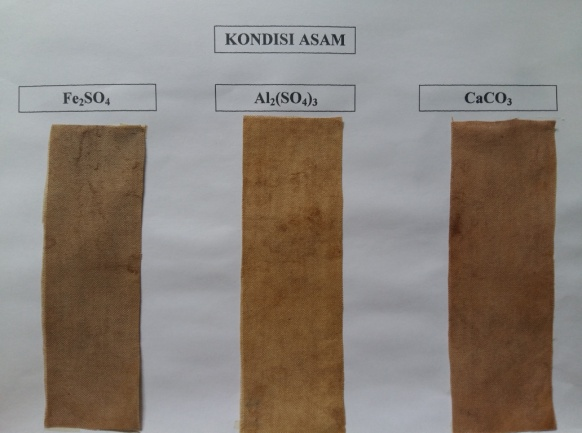 KONDISI ASAM
Fe₂SO₄
Al₂(SO₄)₃
CaCO₃